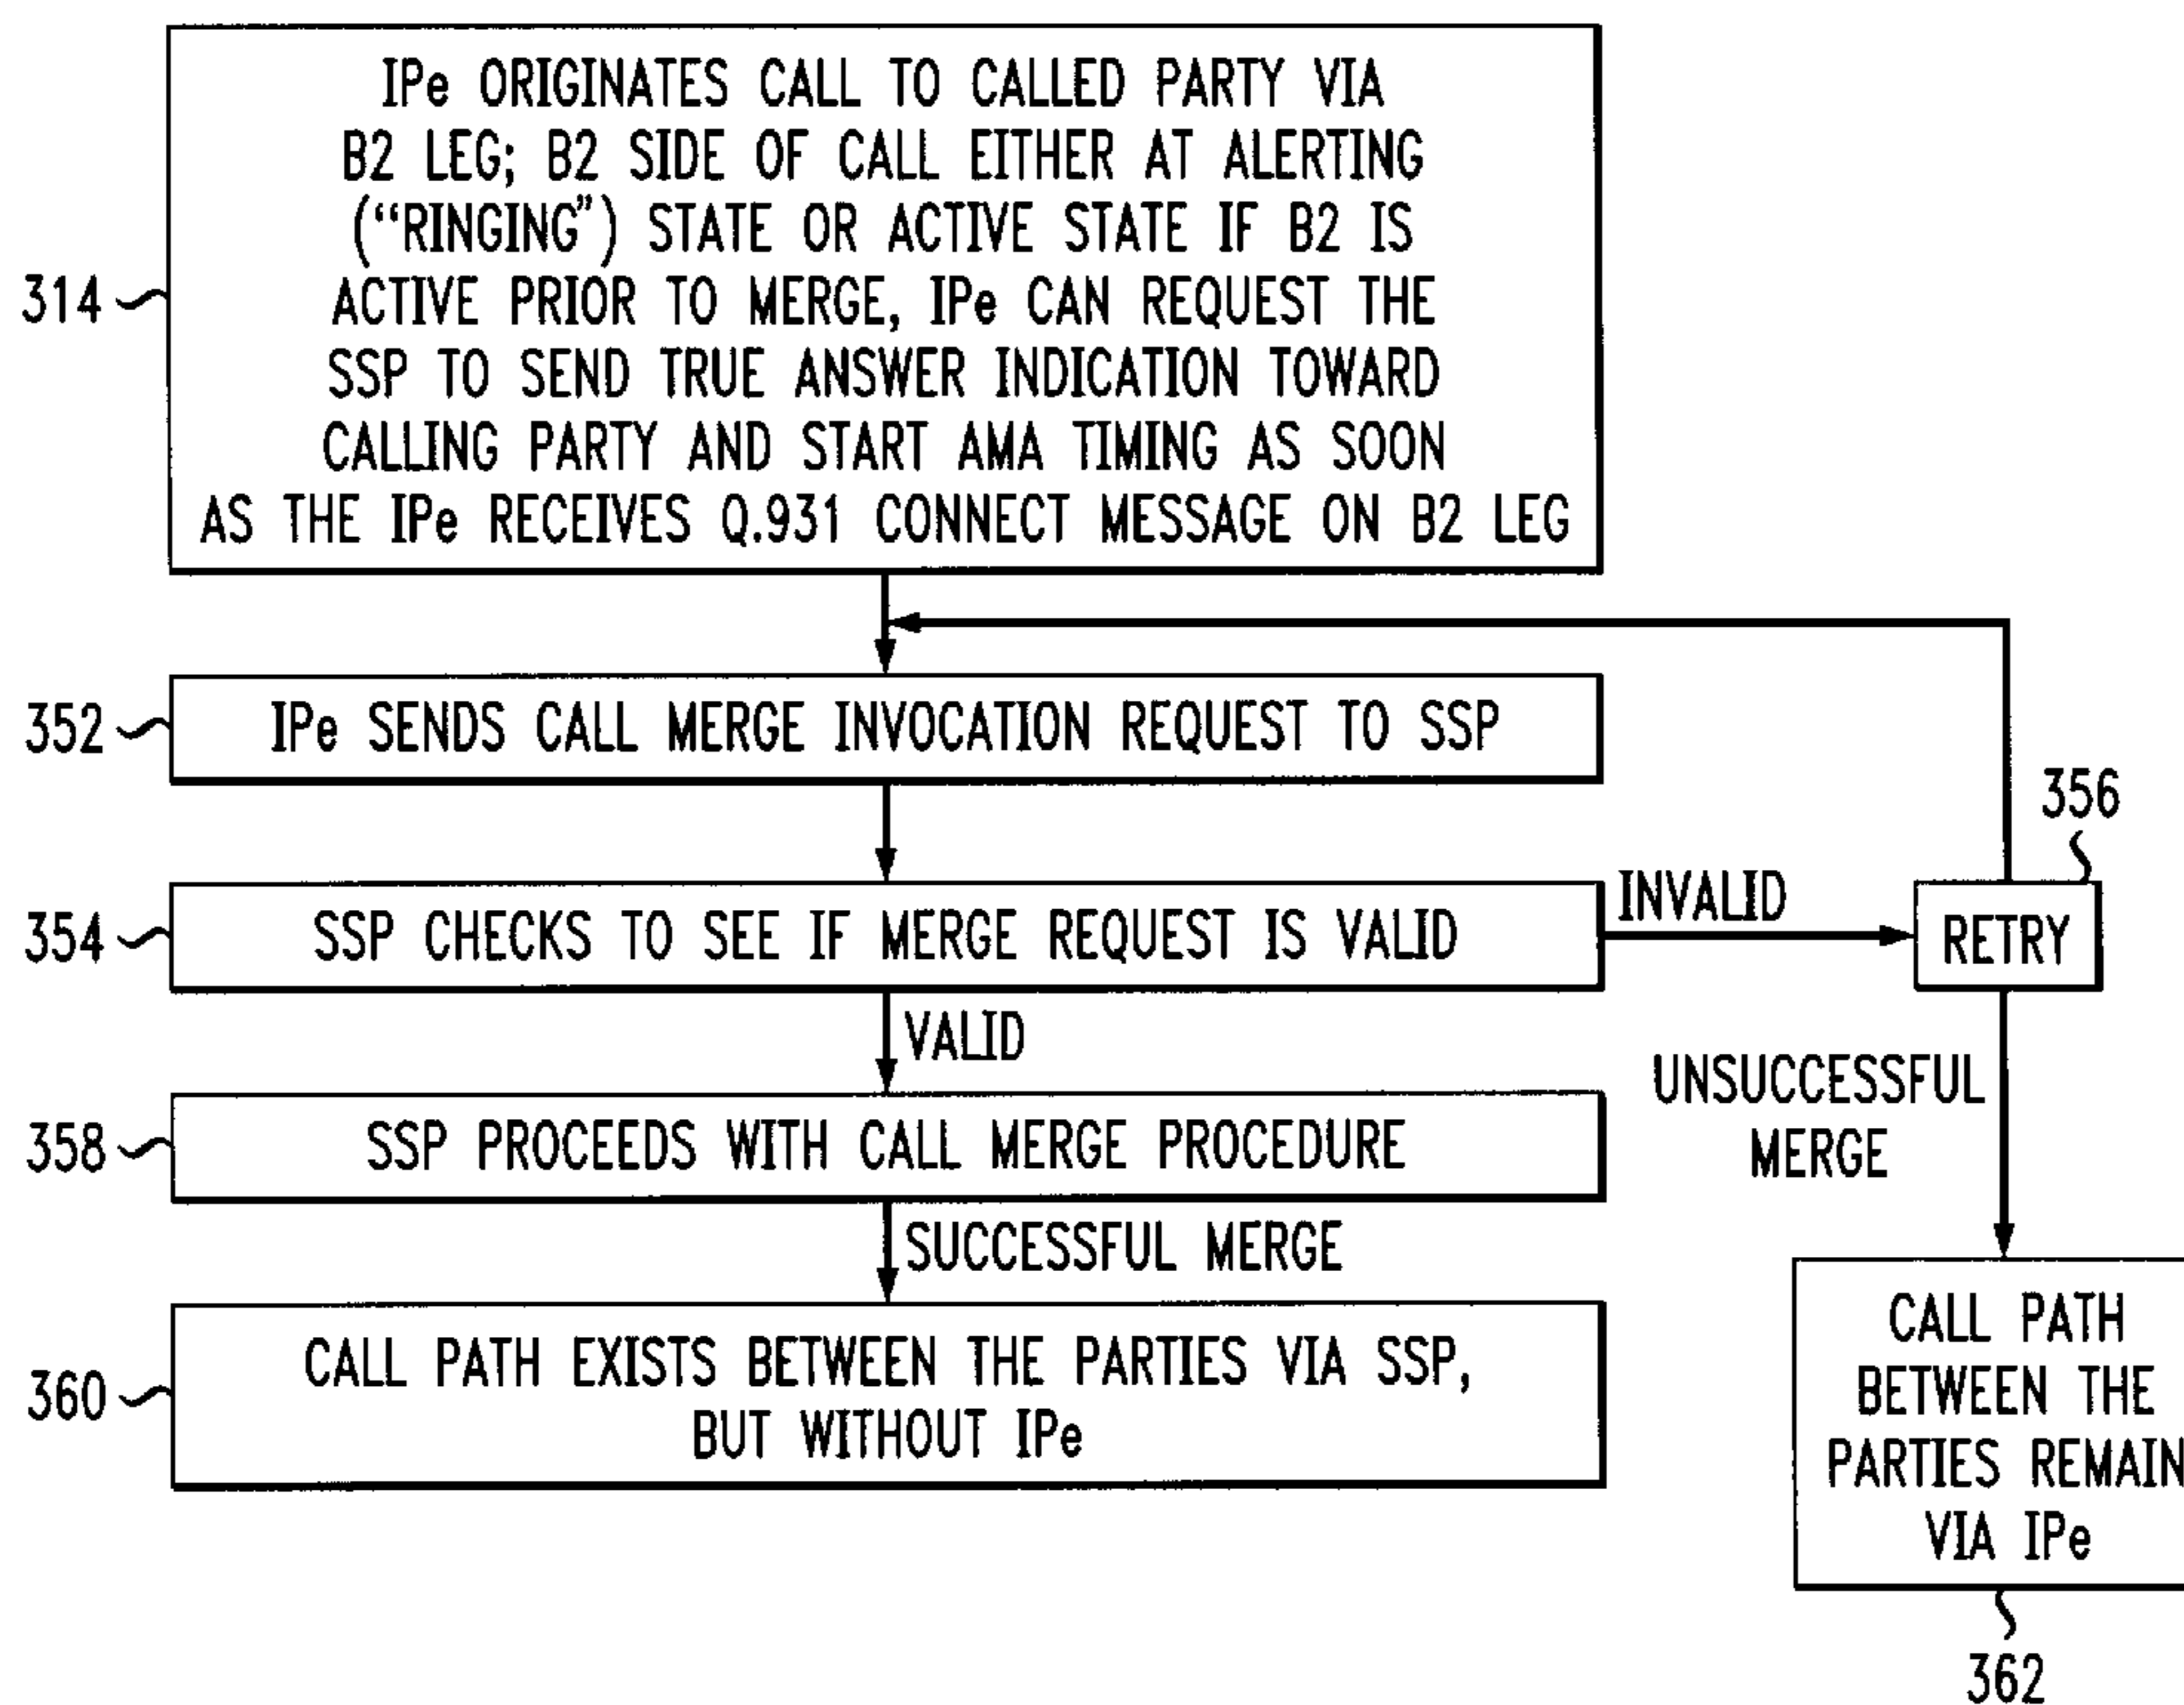 IPe ORIGINATES CALL TO CALLED PARTY VIA
B2 LEG; B2 SIDE OF CALL EITHER AT ALERTING
("RINGING") STATE OR ACTIVE STATE IF B2 IS
ACTIVE PRIOR TO MERGE, IPe CAN REQUEST THE
SSP TO SEND TRUE ANSWER INDICATION TOWARD
CALLING PARTY AND START AMA TIMING AS SOON
AS THE IPe RECEIVES Q.931 CONNECT MESSAGE ON B2 LEG
314
352
IPe SENDS CALL MERGE INVOCATION REQUEST TO SSP
354
SSP CHECKS TO SEE IF MERGE REQUEST IS VALID
INVALID
356
RETRY
VALID
UNSUCCESSFUL
MERGE
358
SSP PROCEEDS WITH CALL MERGE PROCEDURE
SUCCESSFUL MERGE
360
CALL PATH EXISTS BETWEEN THE PARTIES VIA SSP,
BUT WITHOUT IPe
CALL PATH
BETWEEN THE
PARTIES REMAIN
VIA IPe
362